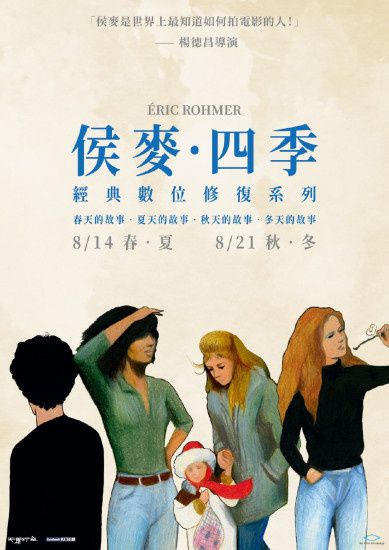 「侯麥是世界上最知道如何拍電影的人!」
—— 楊德昌導演
ÉRIC ROHMER
侯麥·四季
經典數位修復系列
春天的故事·夏天的故事·秋天的故事·冬天的故事
8/14 春·夏 8/21 秋·冬